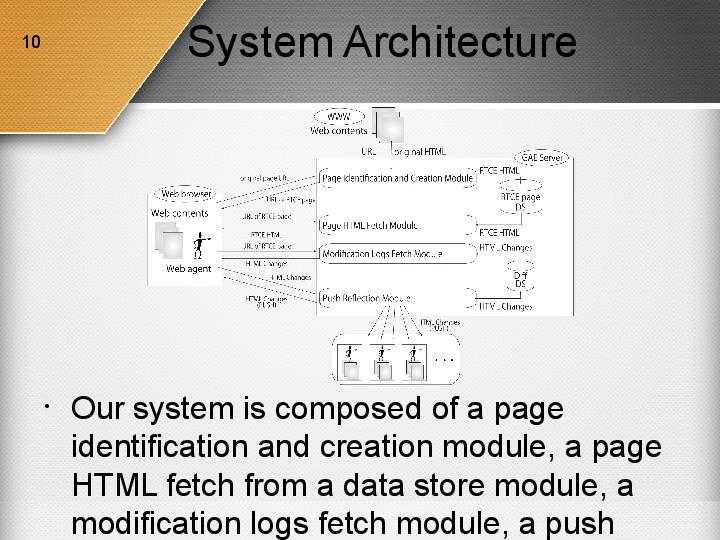 10
System Architecture
WWW
Web contents
URL original HTML
GAE Server
original page URL
Page Identification and Creation Module
RTCE HTML
Web browser
URL of RTCE page
RTCE page
DS
Web contents
URL of RTCE page
Page HTML Fetch Module
RTCE HTML
RTCE HTML
URL of RTCE page
HTML Changes
Modification Logs Fetch Module
HTML Changes
Web agent
HTML Changes
Diff
DS
HTML Changes
(PUSH)
Push Reflection Module
HTML Changes
HTML Changes
(PUSH)
. . .
• Our system is composed of a page
identification and creation module, a page
HTML fetch from a data store module, a
modification logs fetch module, a push